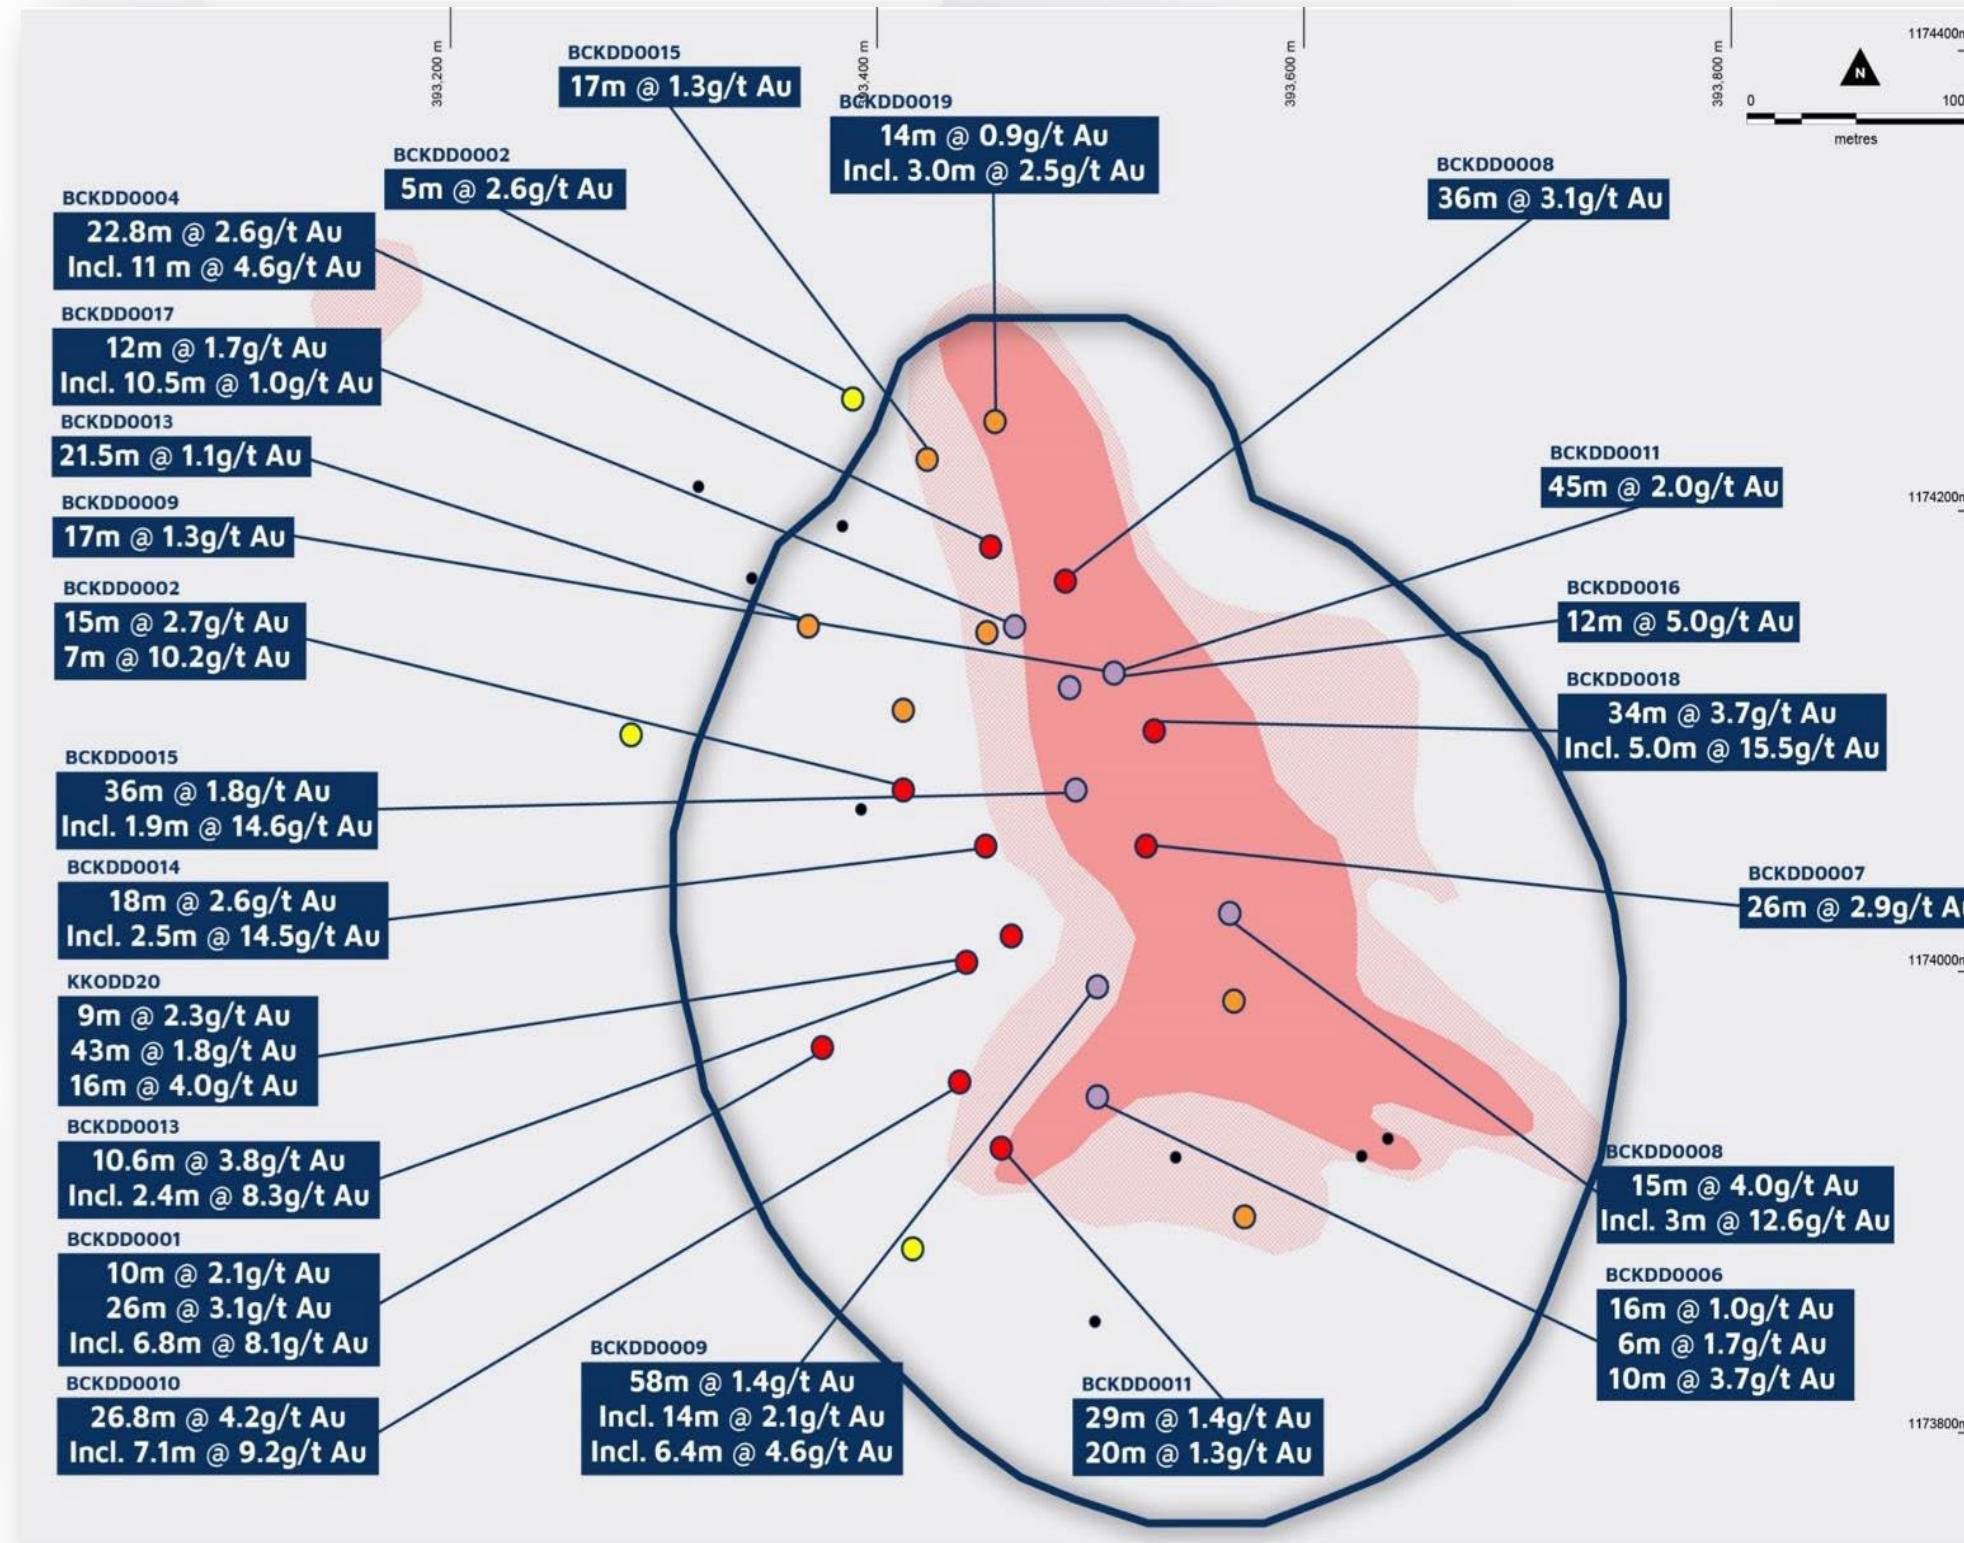 393,200 m
393,400 m
393,600 m
393,800 m
1174400m
N
0
100
metres
BCKDD0015
17m @ 1.3g/t Au
BCKDD0019
14m @ 0.9g/t Au
Incl. 3.0m @ 2.5g/t Au
BCKDD0002
5m @ 2.6g/t Au
BCKDD0008
36m @ 3.1g/t Au
BCKDD0004
22.8m @ 2.6g/t Au
Incl. 11 m @ 4.6g/t Au
BCKDD0017
12m @ 1.7g/t Au
Incl. 10.5m @ 1.0g/t Au
BCKDD0013
21.5m @ 1.1g/t Au
BCKDD0009
17m @ 1.3g/t Au
BCKDD0002
15m @ 2.7g/t Au
7m @ 10.2g/t Au
BCKDD0015
36m @ 1.8g/t Au
Incl. 1.9m @ 14.6g/t Au
BCKDD0014
18m @ 2.6g/t Au
Incl. 2.5m @ 14.5g/t Au
KKODD20
9m @ 2.3g/t Au
43m @ 1.8g/t Au
16m @ 4.0g/t Au
BCKDD0013
10.6m @ 3.8g/t Au
Incl. 2.4m @ 8.3g/t Au
BCKDD0001
10m @ 2.1g/t Au
26m @ 3.1g/t Au
Incl. 6.8m @ 8.1g/t Au
BCKDD0010
26.8m @ 4.2g/t Au
Incl. 7.1m @ 9.2g/t Au
BCKDD0009
58m @ 1.4g/t Au
Incl. 14m @ 2.1g/t Au
Incl. 6.4m @ 4.6g/t Au
BCKDD0011
29m @ 1.4g/t Au
20m @ 1.3g/t Au
BCKDD0011
45m @ 2.0g/t Au
1174200m
BCKDD0016
12m @ 5.0g/t Au
BCKDD0018
34m @ 3.7g/t Au
Incl. 5.0m @ 15.5g/t Au
BCKDD0007
26m @ 2.9g/t Au
1174000m
BCKDD0008
15m @ 4.0g/t Au
Incl. 3m @ 12.6g/t Au
BCKDD0006
16m @ 1.0g/t Au
6m @ 1.7g/t Au
10m @ 3.7g/t Au
1173800m